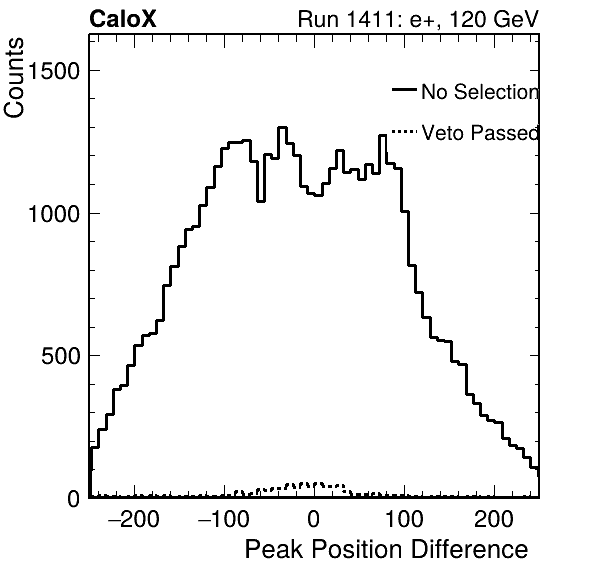 CaloX Run 1411: e+, 120 GeV
Counts
1500
No Selection
Veto Passed
1000
500
0
−200 −100 0 100 200
Peak Position Difference